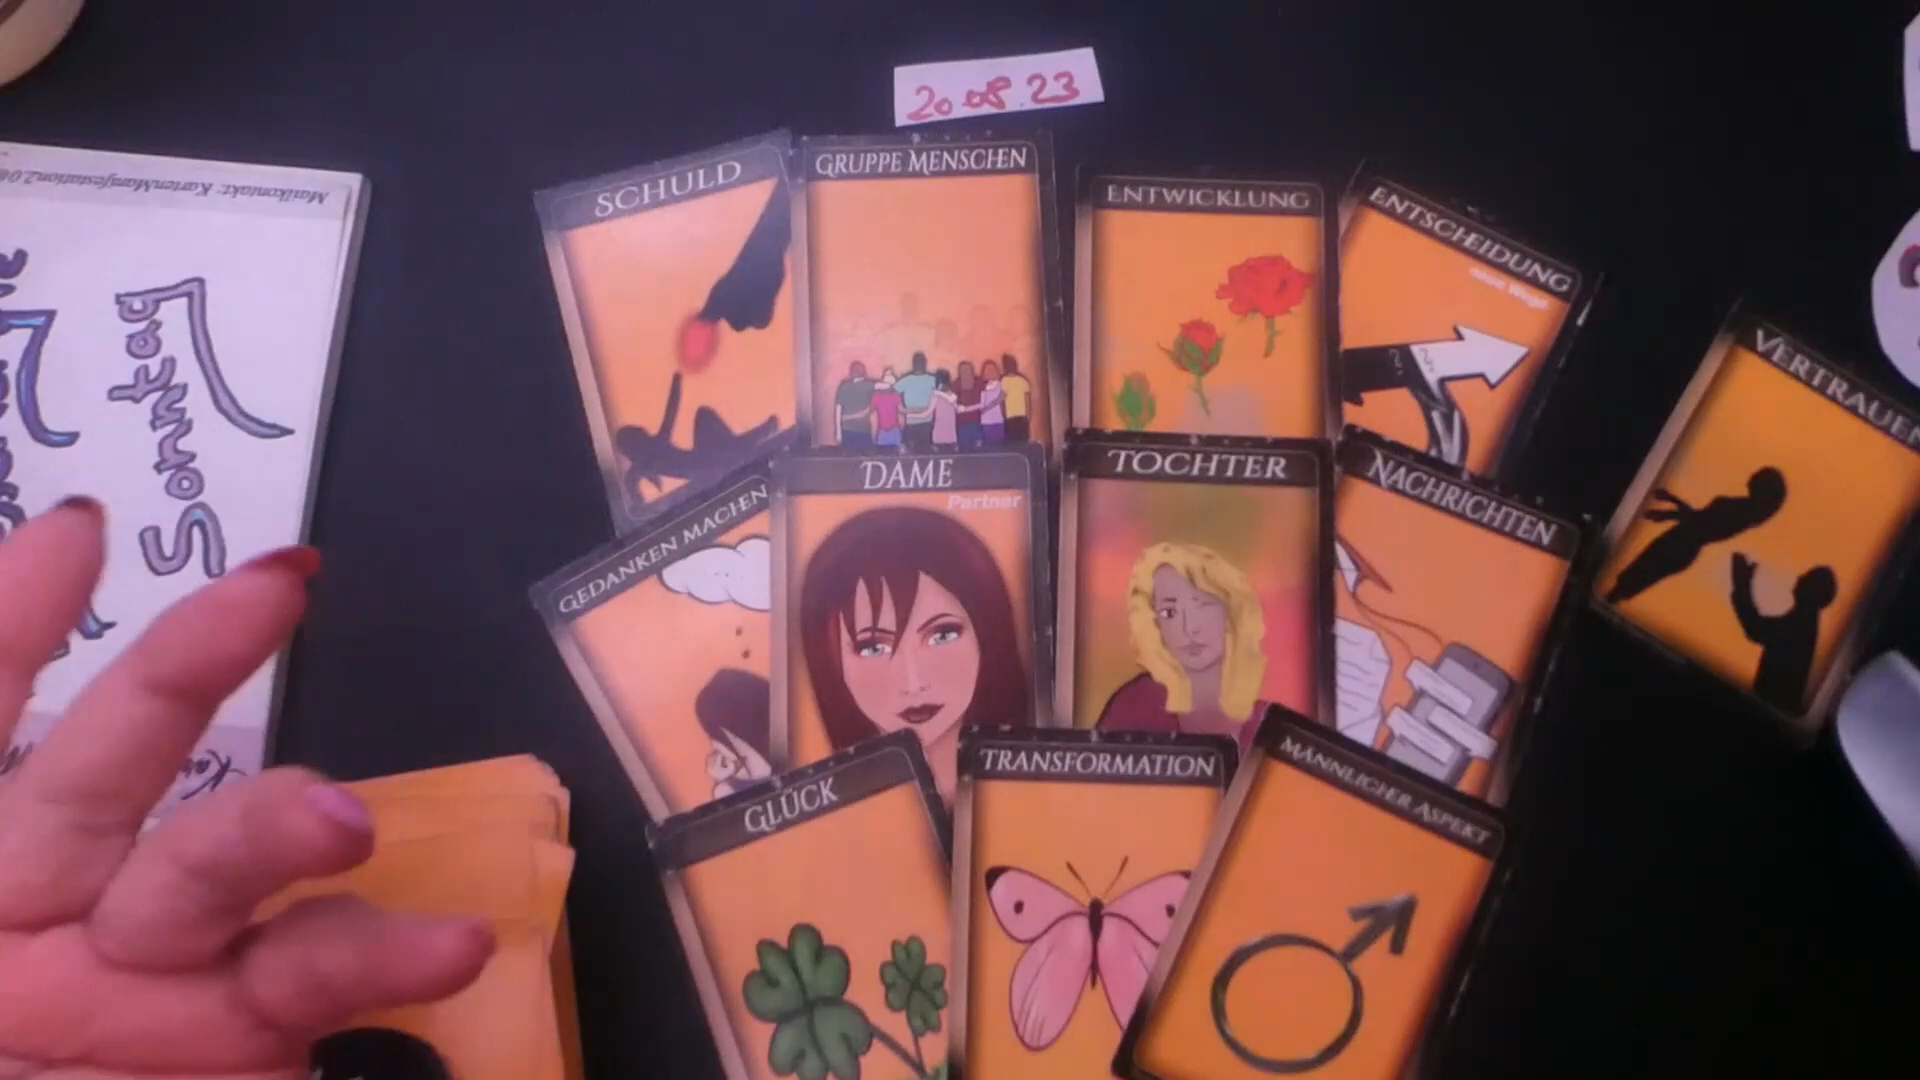 20.08.23
SCHULD
GRUPPE MENSCHEN
ENTWICKLUNG
ENTSCHEIDUNG
VERTRAUEN
Sonntag
GEDANKEN MACHEN
DAME
Partner
TOCHTER
NACHRICHTEN
GLÜCK
TRANSFORMATION
MÄNNLICHER ASPEKT